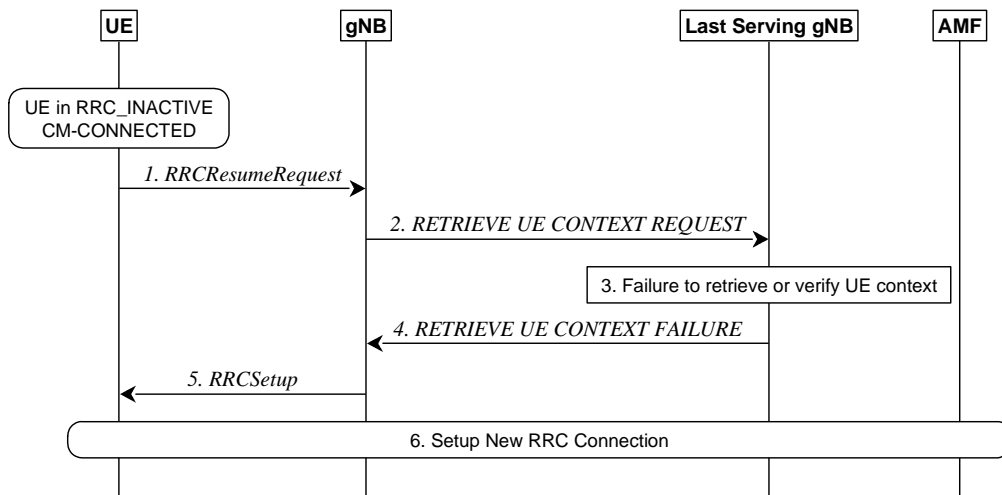 UE
gNB
Last Serving gNB
AMF
UE in RRC_INACTIVE
CM-CONNECTED
1. RRCResumeRequest
2. RETRIEVE UE CONTEXT REQUEST
3. Failure to retrieve or verify UE context
4. RETRIEVE UE CONTEXT FAILURE
5. RRCSetup
6. Setup New RRC Connection